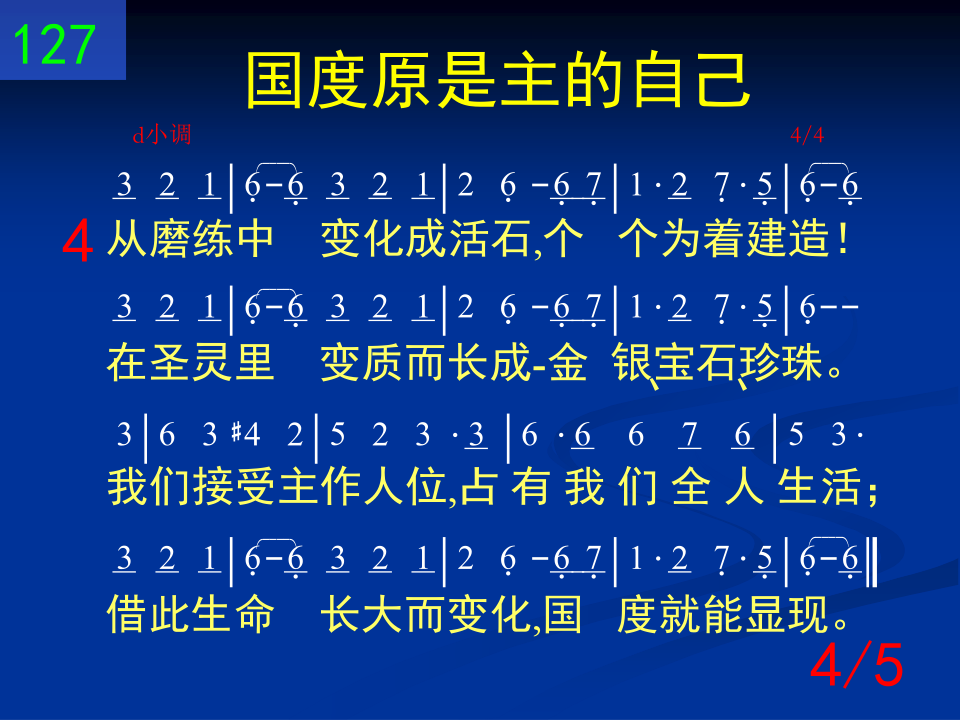 127
国度原是主的自己
d小调 4/4
3 2 1|6-6 3 2 1|2 6 -6 7|1·2 7·5|6-6
4 从磨练中 变化成活石,个 个为着建造!
3 2 1|6-6 3 2 1|2 6 -6 7|1·2 7·5|6--
在圣灵里 变质而长成-金 银、宝石、珍珠。
3|6 3 #4 2|5 2 3 ·3|6 ·6 6 7 6|5 3·
我们接受主作人位,占 有 我 们 全 人 生活;
3 2 1|6-6 3 2 1|2 6 -6 7|1·2 7·5|6-6‖
借此生命 长大而变化,国 度就能显现。
4/5